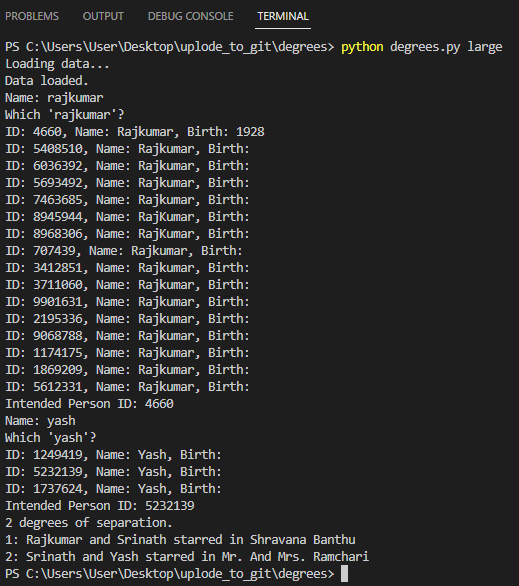 PROBLEMS OUTPUT DEBUG CONSOLE TERMINAL
PS C:\Users\User\Desktop\uplode_to_git\degrees> python degrees.py large
Loading data...
Data loaded.
Name: rajkumar
Which 'rajkumar'?
ID: 4660, Name: Rajkumar, Birth: 1928
ID: 5408510, Name: RajKumar, Birth:
ID: 6036392, Name: RajKumar, Birth:
ID: 5693492, Name: RajKumar, Birth:
ID: 7463685, Name: RajKumar, Birth:
ID: 8945944, Name: RajKumar, Birth:
ID: 8968306, Name: RajKumar, Birth:
ID: 707439, Name: RajKumar, Birth:
ID: 3412851, Name: RajKumar, Birth:
ID: 3711060, Name: RajKumar, Birth:
ID: 9901631, Name: Rajkumar, Birth:
ID: 2195336, Name: Rajkumar, Birth:
ID: 9068788, Name: Rajkumar, Birth:
ID: 1174175, Name: Rajkumar, Birth:
ID: 1869209, Name: Rajkumar, Birth:
ID: 5612331, Name: Rajkumar, Birth:
Intended Person ID: 4660
Name: yash
Which 'yash'?
ID: 1249419, Name: Yash, Birth:
ID: 5232139, Name: Yash, Birth:
ID: 1737624, Name: Yash, Birth:
Intended Person ID: 5232139
2 degrees of separation.
1: Rajkumar and Srinath starred in Shravana Banthu
2: Srinath and Yash starred in Mr. And Mrs. Ramchari
PS C:\Users\User\Desktop\uplode_to_git\degrees>